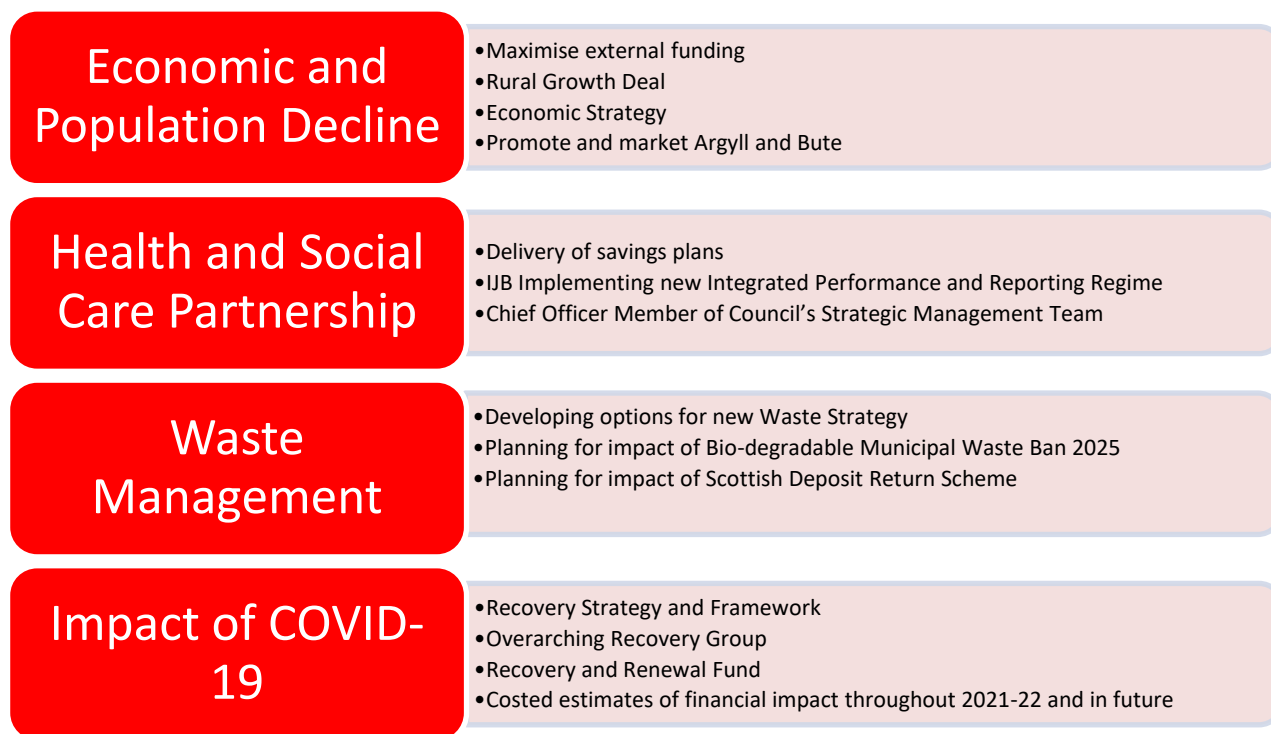 Economic and
Population Decline
•Maximise external funding
•Rural Growth Deal
•Economic Strategy
•Promote and market Argyll and Bute
Health and Social
Care Partnership
•Delivery of savings plans
•IJB Implementing new Integrated Performance and Reporting Regime
•Chief Officer Member of Council’s Strategic Management Team
Waste
Management
•Developing options for new Waste Strategy
•Planning for impact of Bio-degradable Municipal Waste Ban 2025
•Planning for impact of Scottish Deposit Return Scheme
Impact of COVID-
19
•Recovery Strategy and Framework
•Overarching Recovery Group
•Recovery and Renewal Fund
•Costed estimates of financial impact throughout 2021-22 and in future